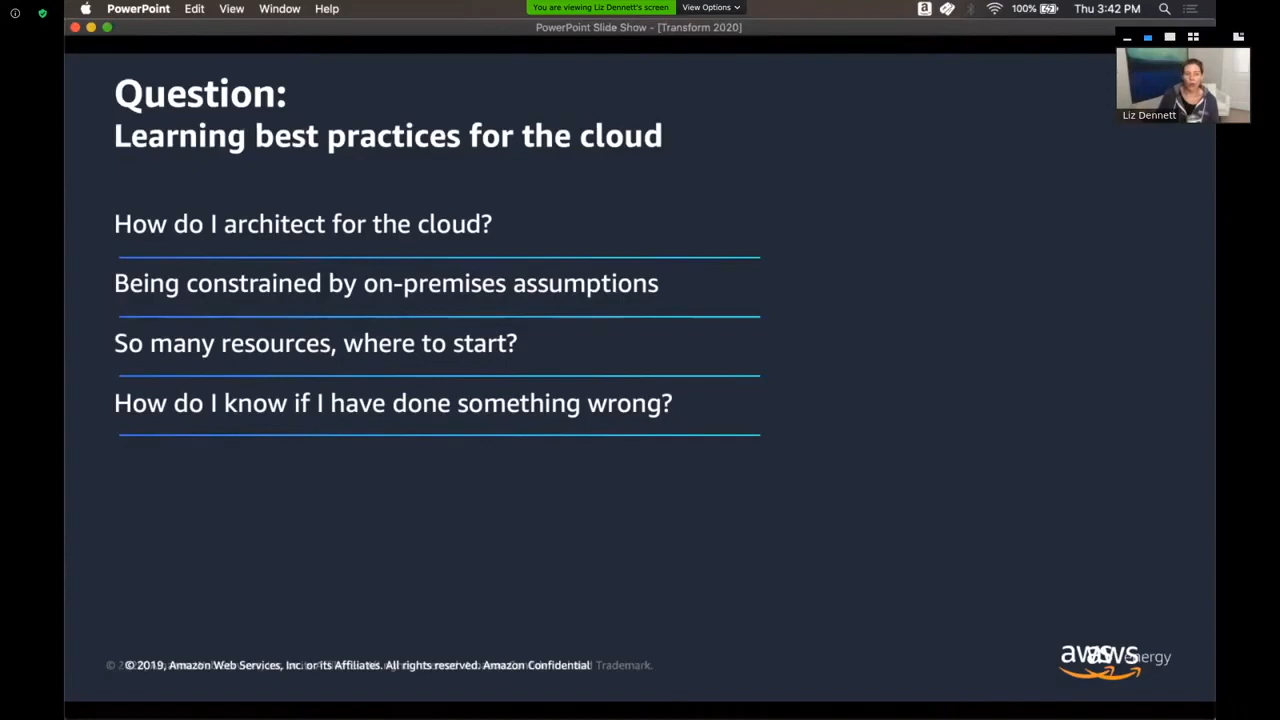 PowerPoint Edit View Window Help
You are viewing Liz Dennett's screen View Options
100% Thu 3:42 PM
PowerPoint Slide Show - [Transform 2020]
Liz Dennett
Question:
Learning best practices for the cloud
How do I architect for the cloud?
Being constrained by on-premises assumptions
So many resources, where to start?
How do I know if I have done something wrong?
© 2019, Amazon Web Services, Inc. or its Affiliates. All rights reserved. Amazon Confidential
Trademark.
aws
aws energy